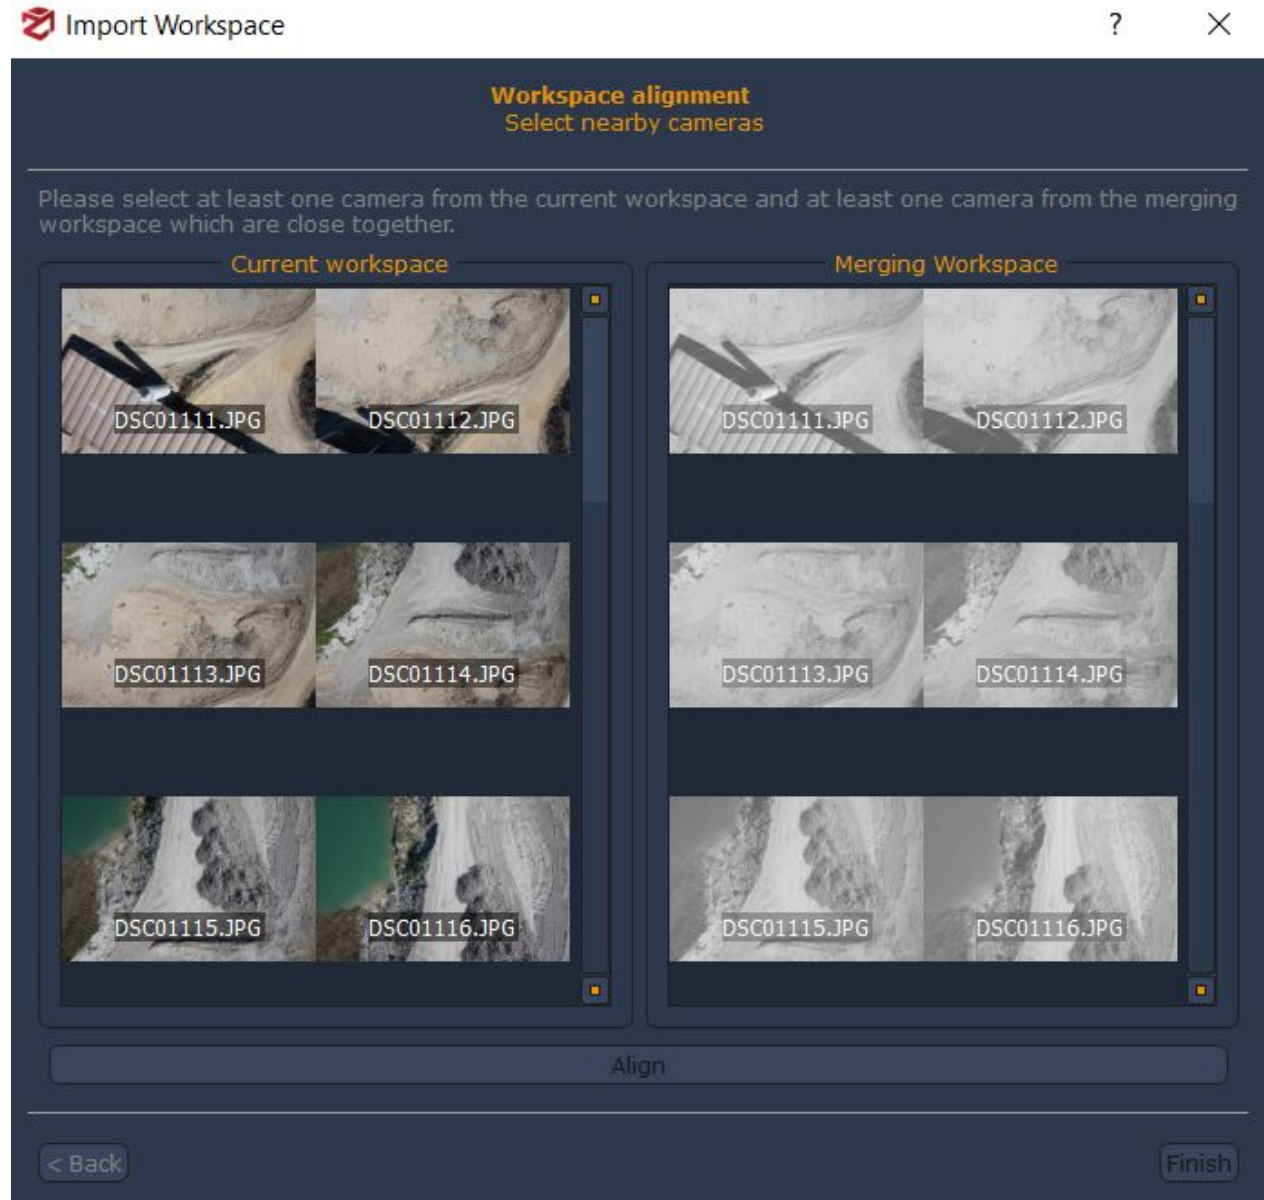 Import Workspace
?
Workspace alignment
Select nearby cameras
Please select at least one camera from the current workspace and at least one camera from the merging
workspace which are close together.
Current workspace
DSC01111.JPG DSC01112.JPG
DSC01113.JPG DSC01114.JPG
DSC01115.JPG DSC01116.JPG
Merging Workspace
DSC01111.JPG DSC01112.JPG
DSC01113.JPG DSC01114.JPG
DSC01115.JPG DSC01116.JPG
Align
< Back
Finish